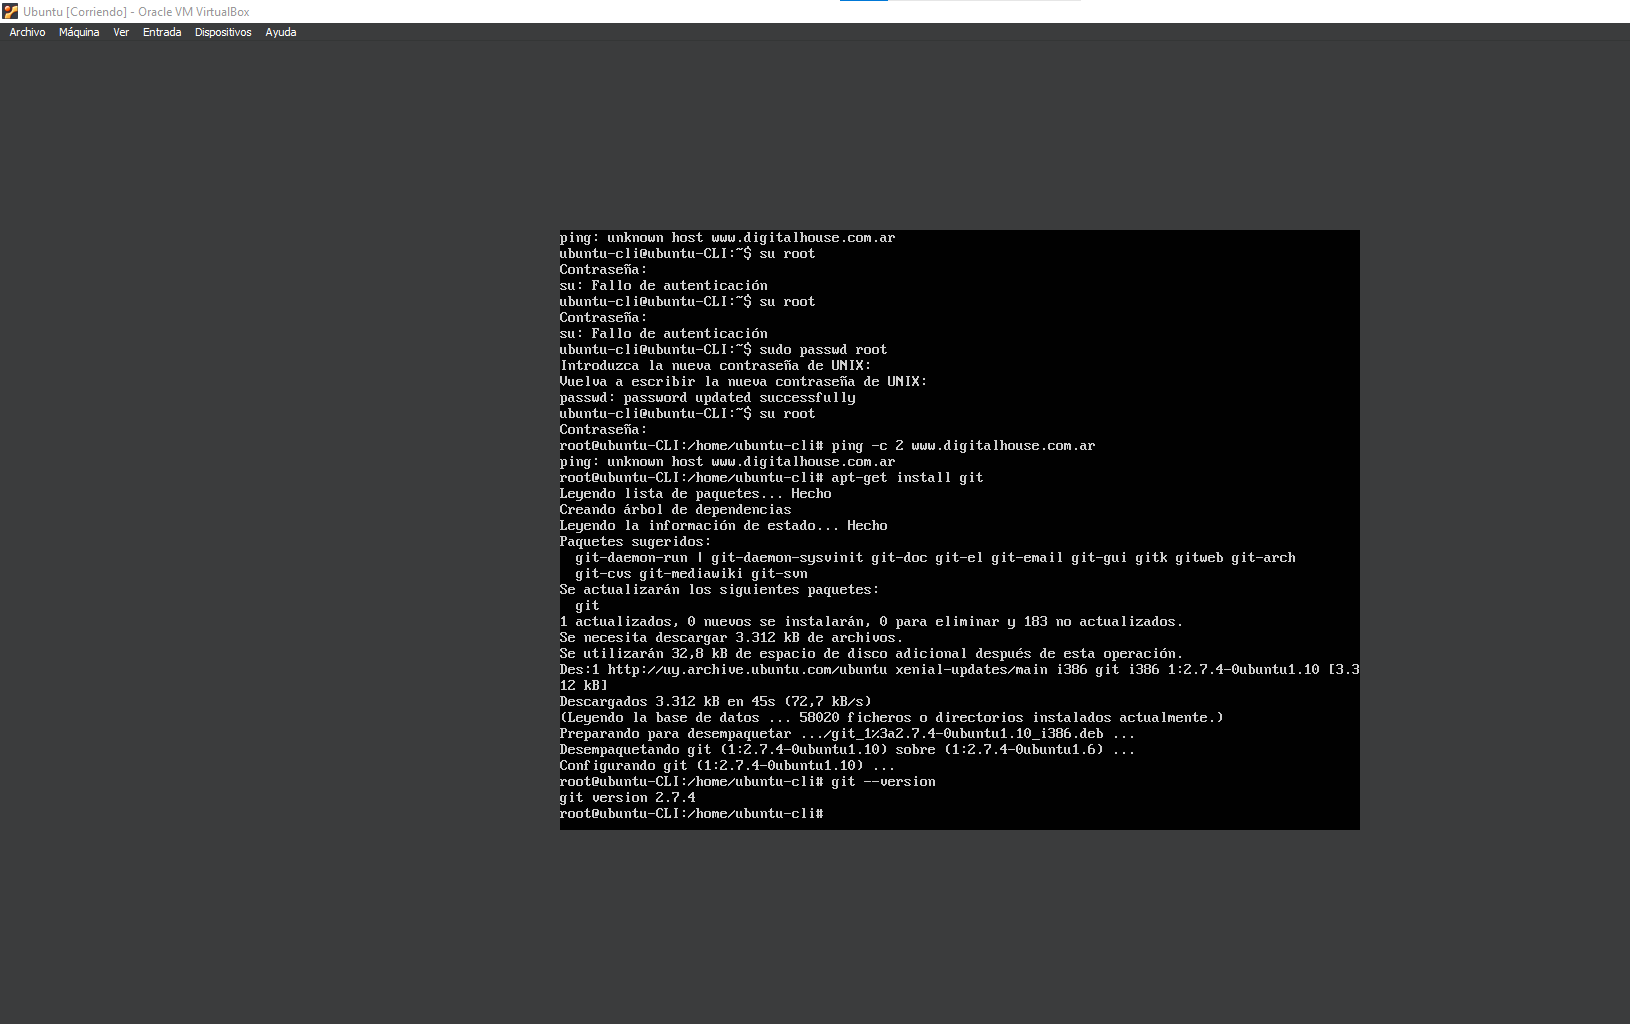 Ubuntu [Corriendo] - Oracle VM VirtualBox
Archivo Máquina Ver Entrada Dispositivos Ayuda
ping: unknown host www.digitalhouse.com.ar
ubuntu-cli@ubuntu-CLI:~$ su root
Contraseña:
su: Fallo de autenticación
ubuntu-cli@ubuntu-CLI:~$ su root
Contraseña:
su: Fallo de autenticación
ubuntu-cli@ubuntu-CLI:~$ sudo passwd root
Introduzca la nueva contraseña de UNIX:
Vuelva a escribir la nueva contraseña de UNIX:
passwd: password updated successfully
ubuntu-cli@ubuntu-CLI:~$ su root
Contraseña:
root@ubuntu-CLI:/home/ubuntu-cli# ping -c 2 www.digitalhouse.com.ar
ping: unknown host www.digitalhouse.com.ar
root@ubuntu-CLI:/home/ubuntu-cli# apt-get install git
Leyendo lista de paquetes... Hecho
Creando árbol de dependencias
Leyendo la información de estado... Hecho
Paquetes sugeridos:
  git-daemon-run | git-daemon-sysvinit git-doc git-el git-email git-gui gitk gitweb git-arch
  git-cvs git-mediawiki git-svn
Se actualizarán los siguientes paquetes:
  git
1 actualizados, 0 nuevos se instalarán, 0 para eliminar y 183 no actualizados.
Se necesita descargar 3.312 kB de archivos.
Se utilizarán 32,8 kB de espacio de disco adicional después de esta operación.
Des:1 http://uy.archive.ubuntu.com/ubuntu xenial-updates/main i386 git i386 1:2.7.4-0ubuntu1.10 [3.3
12 kB]
Descargados 3.312 kB en 45s (72,7 kB/s)
(Leyendo la base de datos ... 58020 ficheros o directorios instalados actualmente.)
Preparando para desempaquetar .../git_1%3a2.7.4-0ubuntu1.10_i386.deb ...
Desempaquetando git (1:2.7.4-0ubuntu1.10) sobre (1:2.7.4-0ubuntu1.6) ...
Configurando git (1:2.7.4-0ubuntu1.10) ...
root@ubuntu-CLI:/home/ubuntu-cli# git --version
git version 2.7.4
root@ubuntu-CLI:/home/ubuntu-cli#